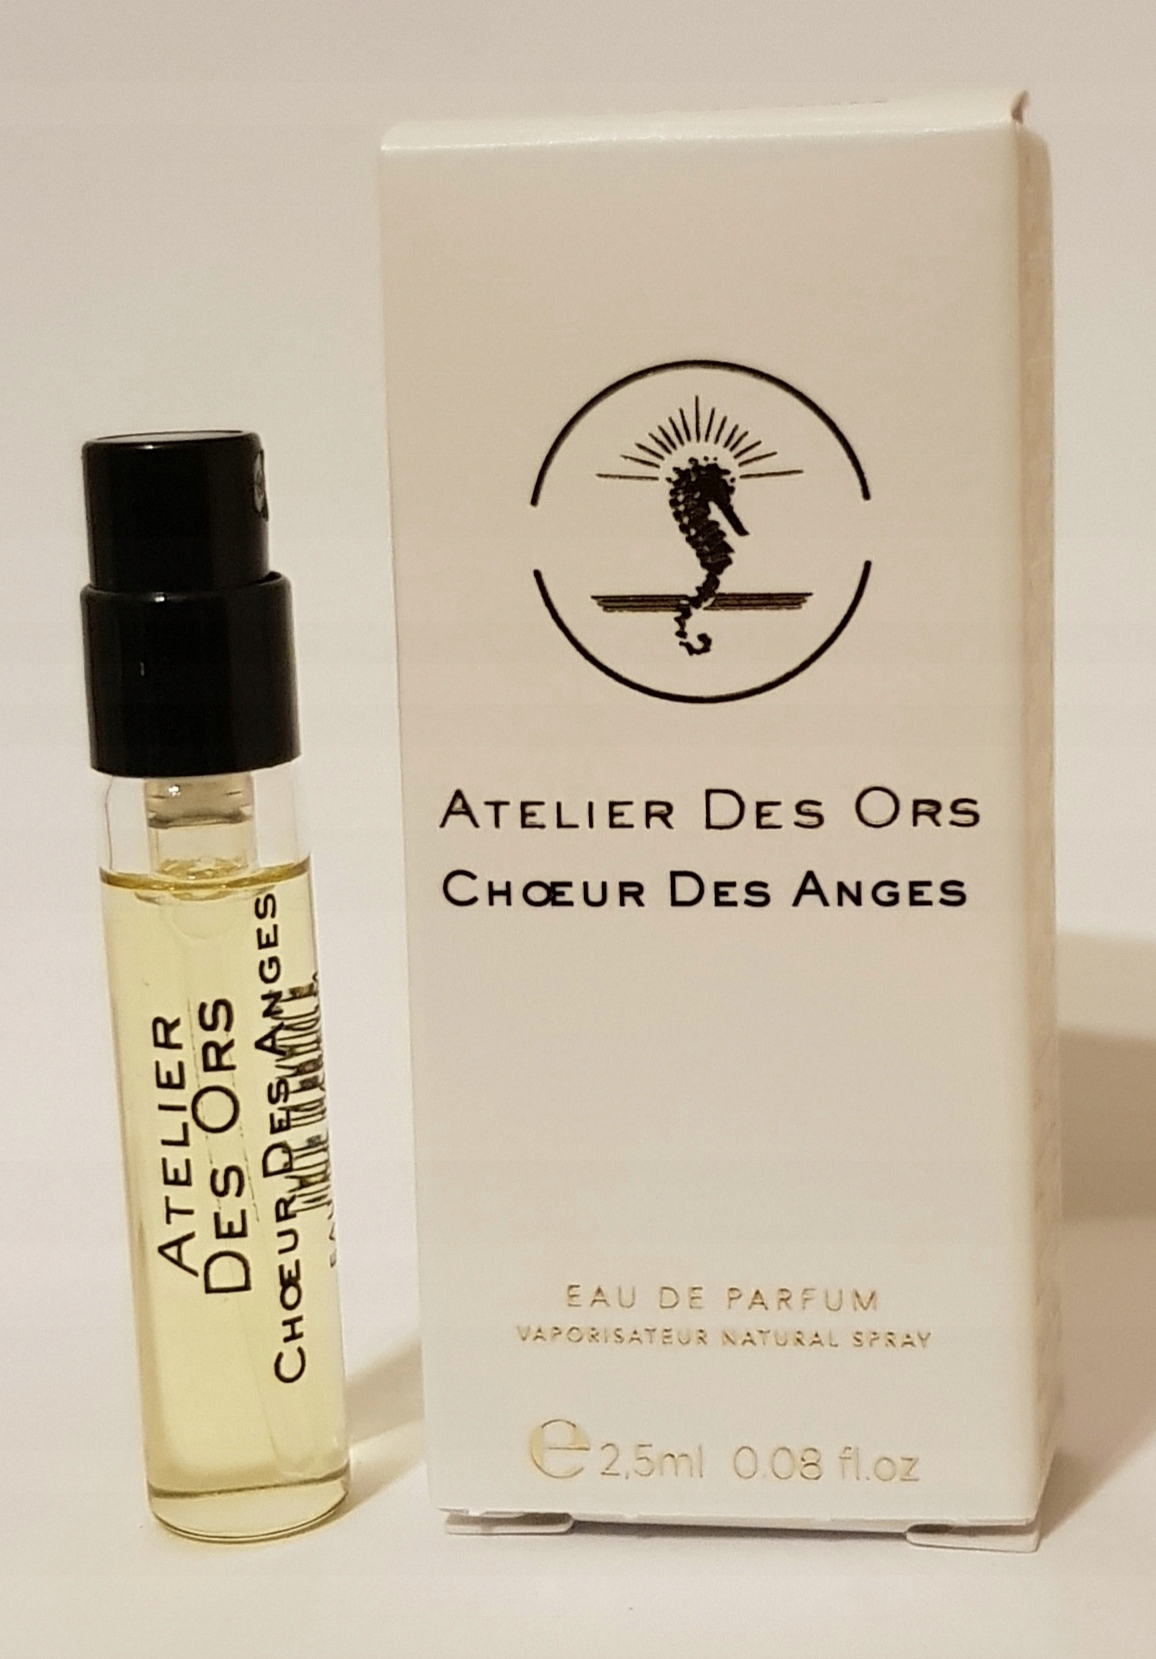 ATELIER
DES ORS
CHŒUR DES ANGES
ATELIER DES ORS
CHŒUR DES ANGES
EAU DE PARFUM
VAPORISATEUR NATURAL SPRAY
℮ 2,5ml 0.08 fl.oz